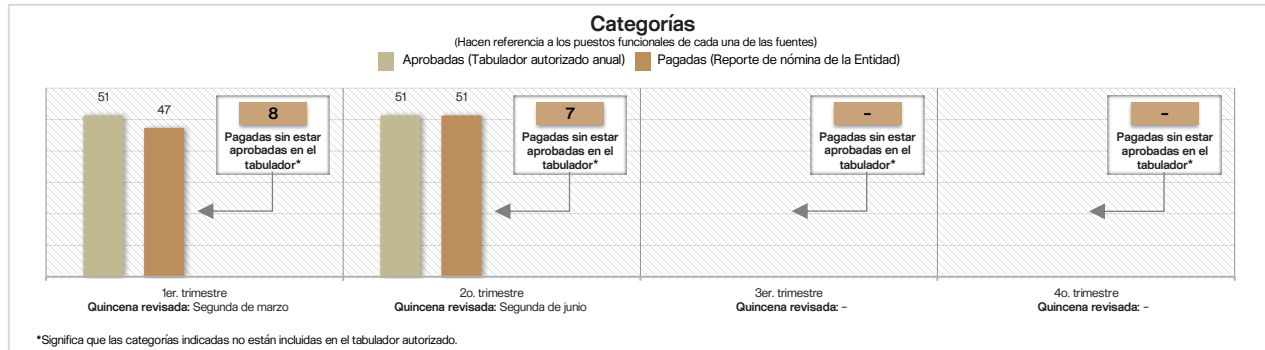 Categorías
(Hacen referencia a los puestos funcionales de cada una de las fuentes)
Aprobadas (Tabulador autorizado anual) Pagadas (Reporte de nómina de la Entidad)
51
47
8
Pagadas sin estar
aprobadas en el
tabulador*
51
51
7
Pagadas sin estar
aprobadas en el
tabulador*
–
Pagadas sin estar
aprobadas en el
tabulador*
–
Pagadas sin estar
aprobadas en el
tabulador*
1er. trimestre
Quincena revisada: Segunda de marzo
2o. trimestre
Quincena revisada: Segunda de junio
3er. trimestre
Quincena revisada: –
4o. trimestre
Quincena revisada: –
*Significa que las categorías indicadas no están incluidas en el tabulador autorizado.